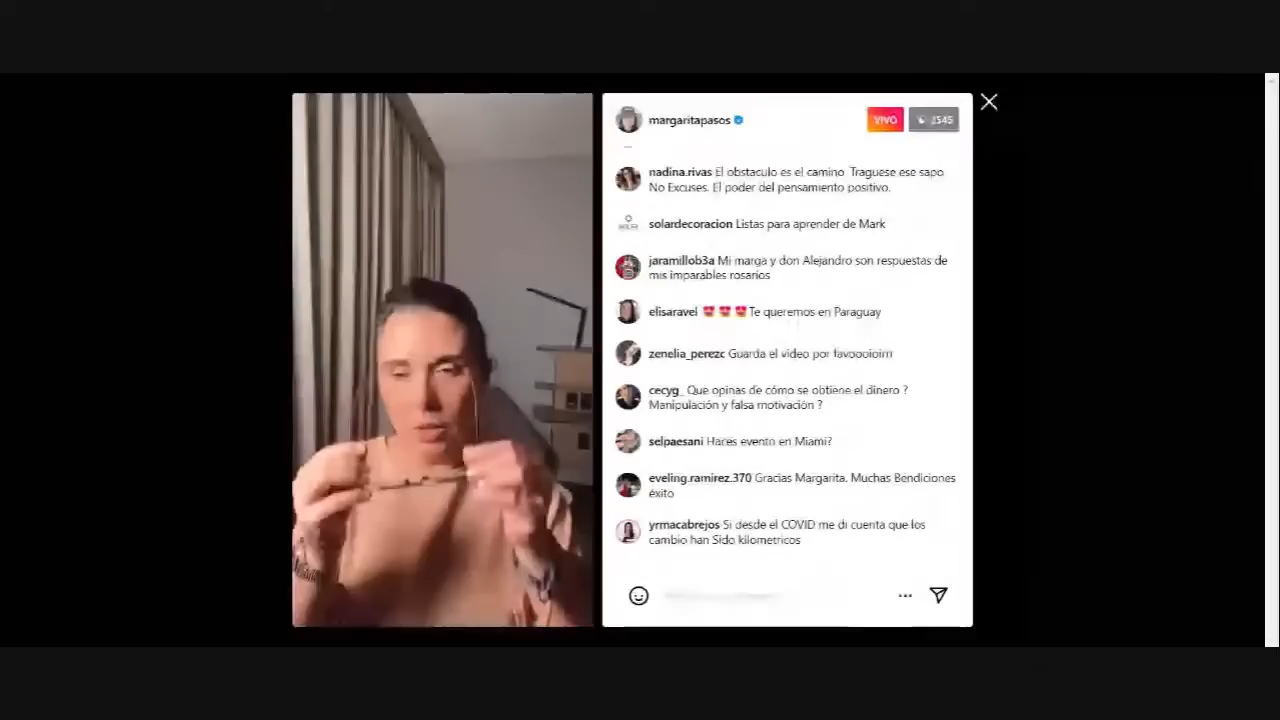 margaritapasos
VIVO
nadina.rivas El obstaculo es el camino Traguese ese sapo
No Excuses. El poder del pensamiento positivo.
solardecoracion Listas para aprender de Mark
jaramillob3a Mi marga y don Alejandro son respuestas de
mis imparables rosarios
elisaravel 😍 😍 😍 Te queremos en Paraguay
zenelia_perezc Guarda el video por
cecyg_ Que opinas de cómo se obtiene el dinero ?
Manipulación y falsa motivación ?
selpaesani Haces evento en Miami?
eveling.ramirez.370 Gracias Margarita. Muchas Bendiciones
éxito
yrmacabrejos Si desde el COVID me di cuenta que los
cambio han Sido kilometricos